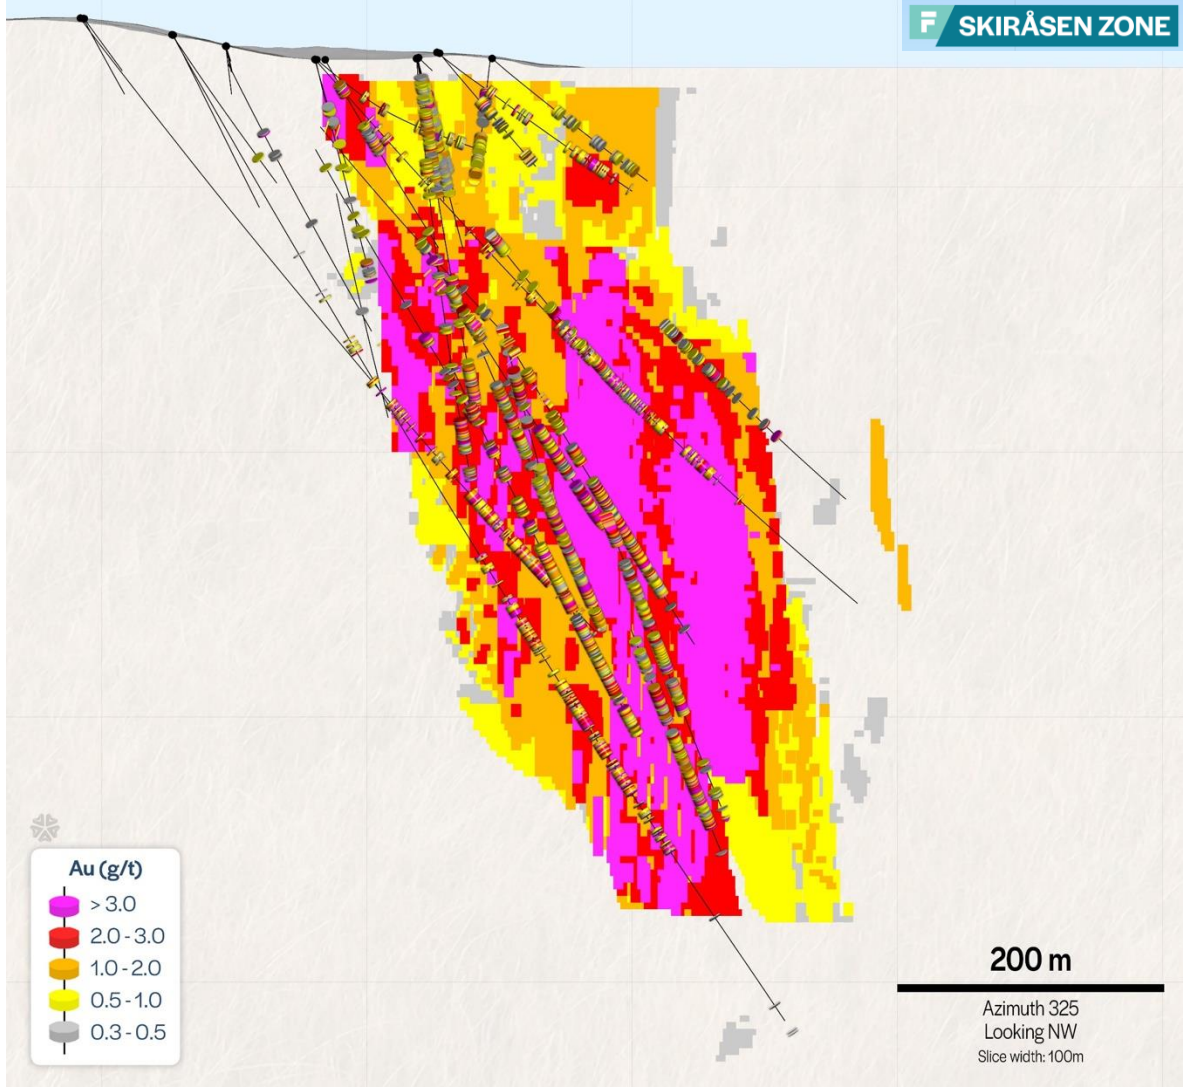 F SKIRÅSEN ZONE
Au (g/t)
> 3.0
2.0 - 3.0
1.0 - 2.0
0.5 - 1.0
0.3 - 0.5
200 m
Azimuth 325
Looking NW
Slice width: 100m